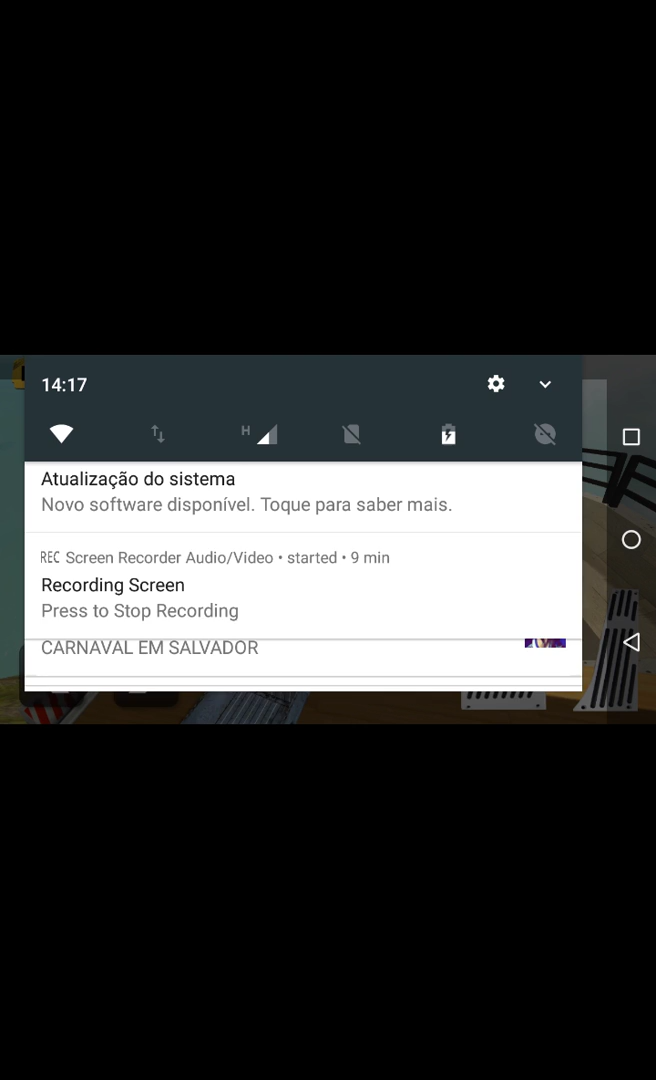 14:17
H
Atualização do sistema
Novo software disponível. Toque para saber mais.
REC Screen Recorder Audio/Video • started • 9 min
Recording Screen
Press to Stop Recording
CARNAVAL EM SALVADOR